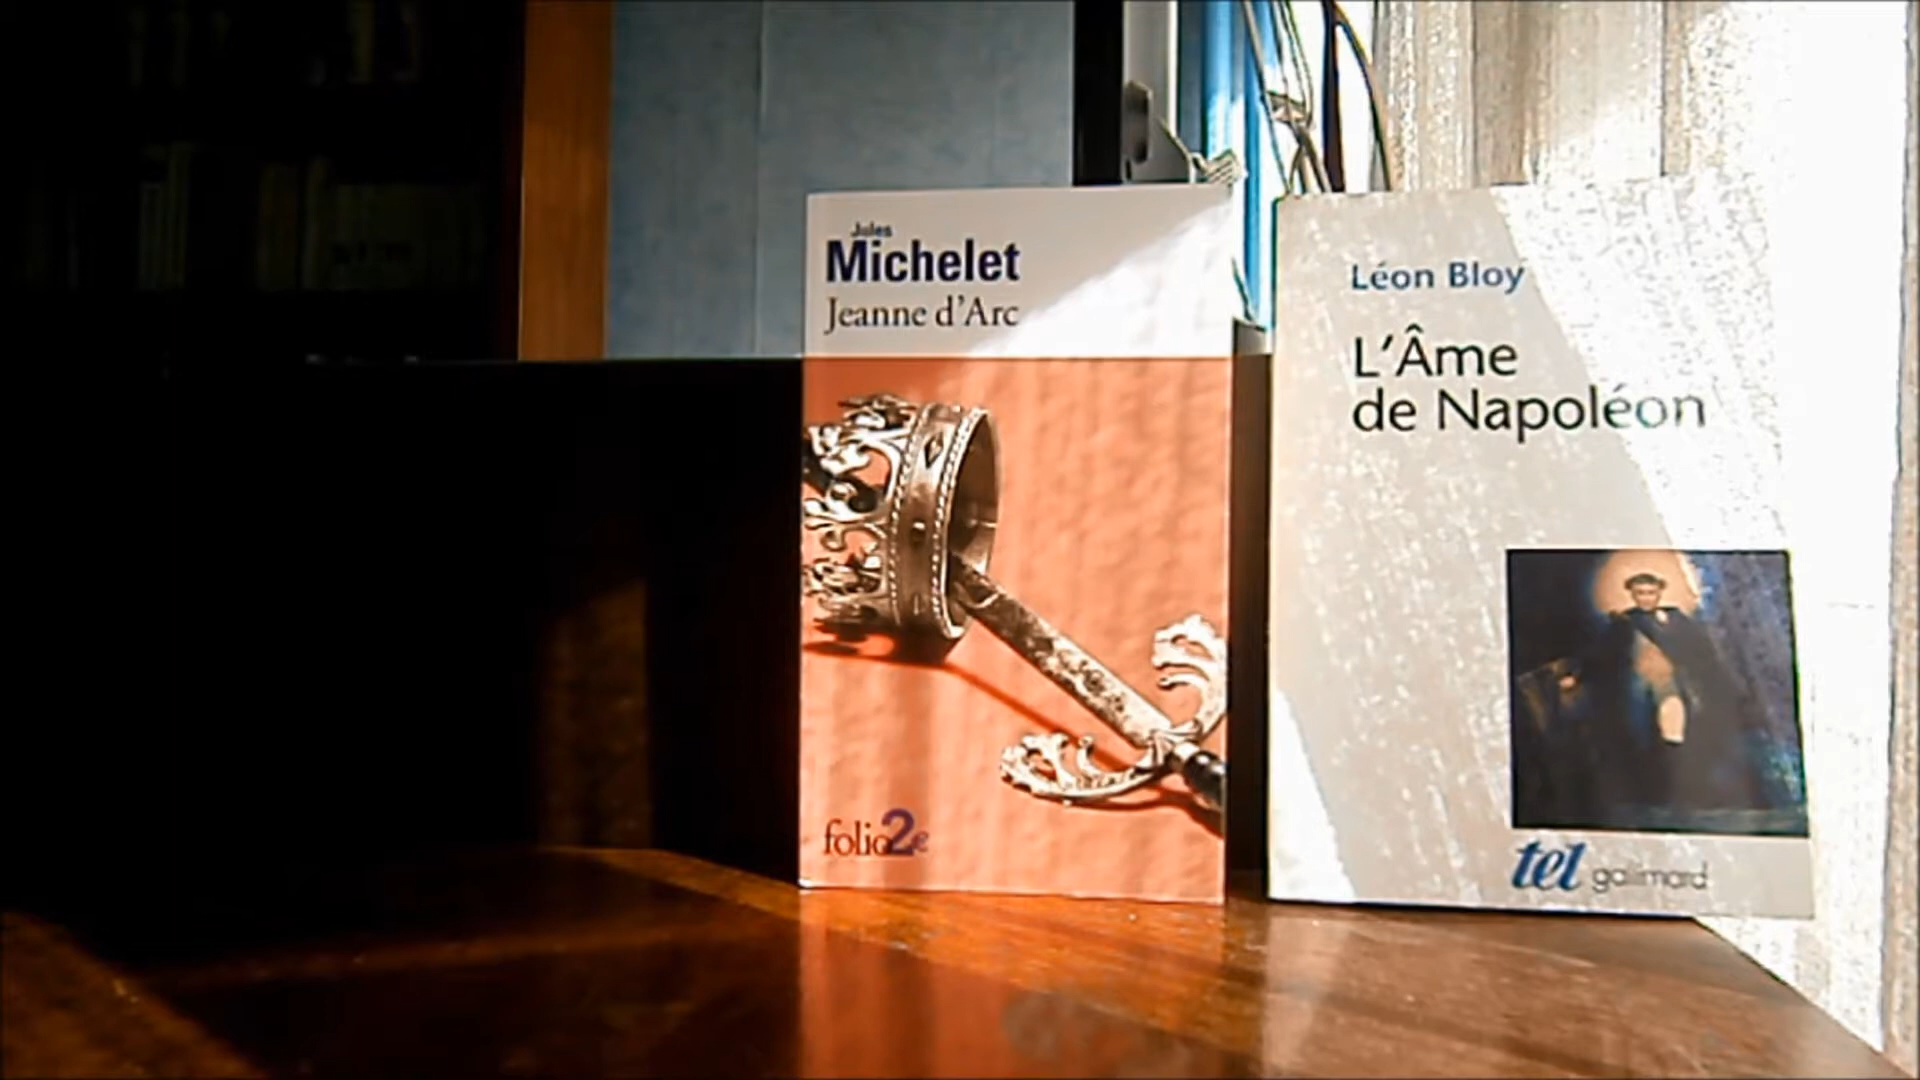 Jules
Michelet
Jeanne d'Arc
folio2€
Léon Bloy
L'Âme
de Napoléon
tel gallimard